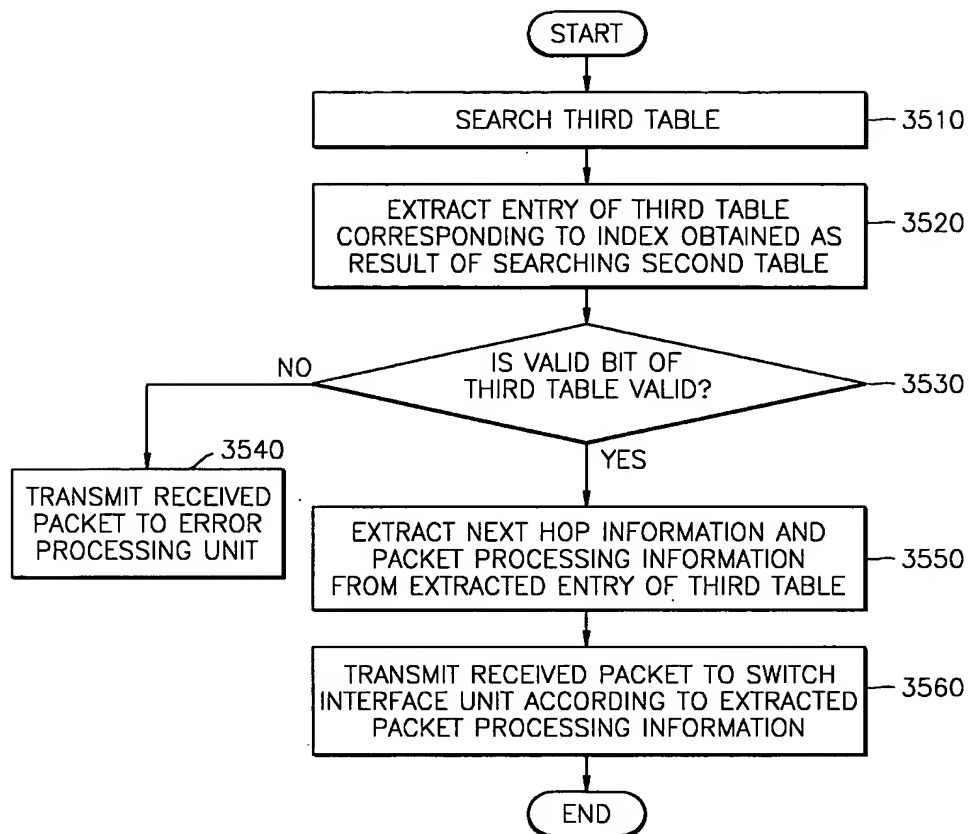 START
SEARCH THIRD TABLE
3510
EXTRACT ENTRY OF THIRD TABLE
CORRESPONDING TO INDEX OBTAINED AS
RESULT OF SEARCHING SECOND TABLE
3520
IS VALID BIT OF
THIRD TABLE VALID?
3530
NO
YES
3540
TRANSMIT RECEIVED
PACKET TO ERROR
PROCESSING UNIT
EXTRACT NEXT HOP INFORMATION AND
PACKET PROCESSING INFORMATION
FROM EXTRACTED ENTRY OF THIRD TABLE
3550
TRANSMIT RECEIVED PACKET TO SWITCH
INTERFACE UNIT ACCORDING TO EXTRACTED
PACKET PROCESSING INFORMATION
3560
END